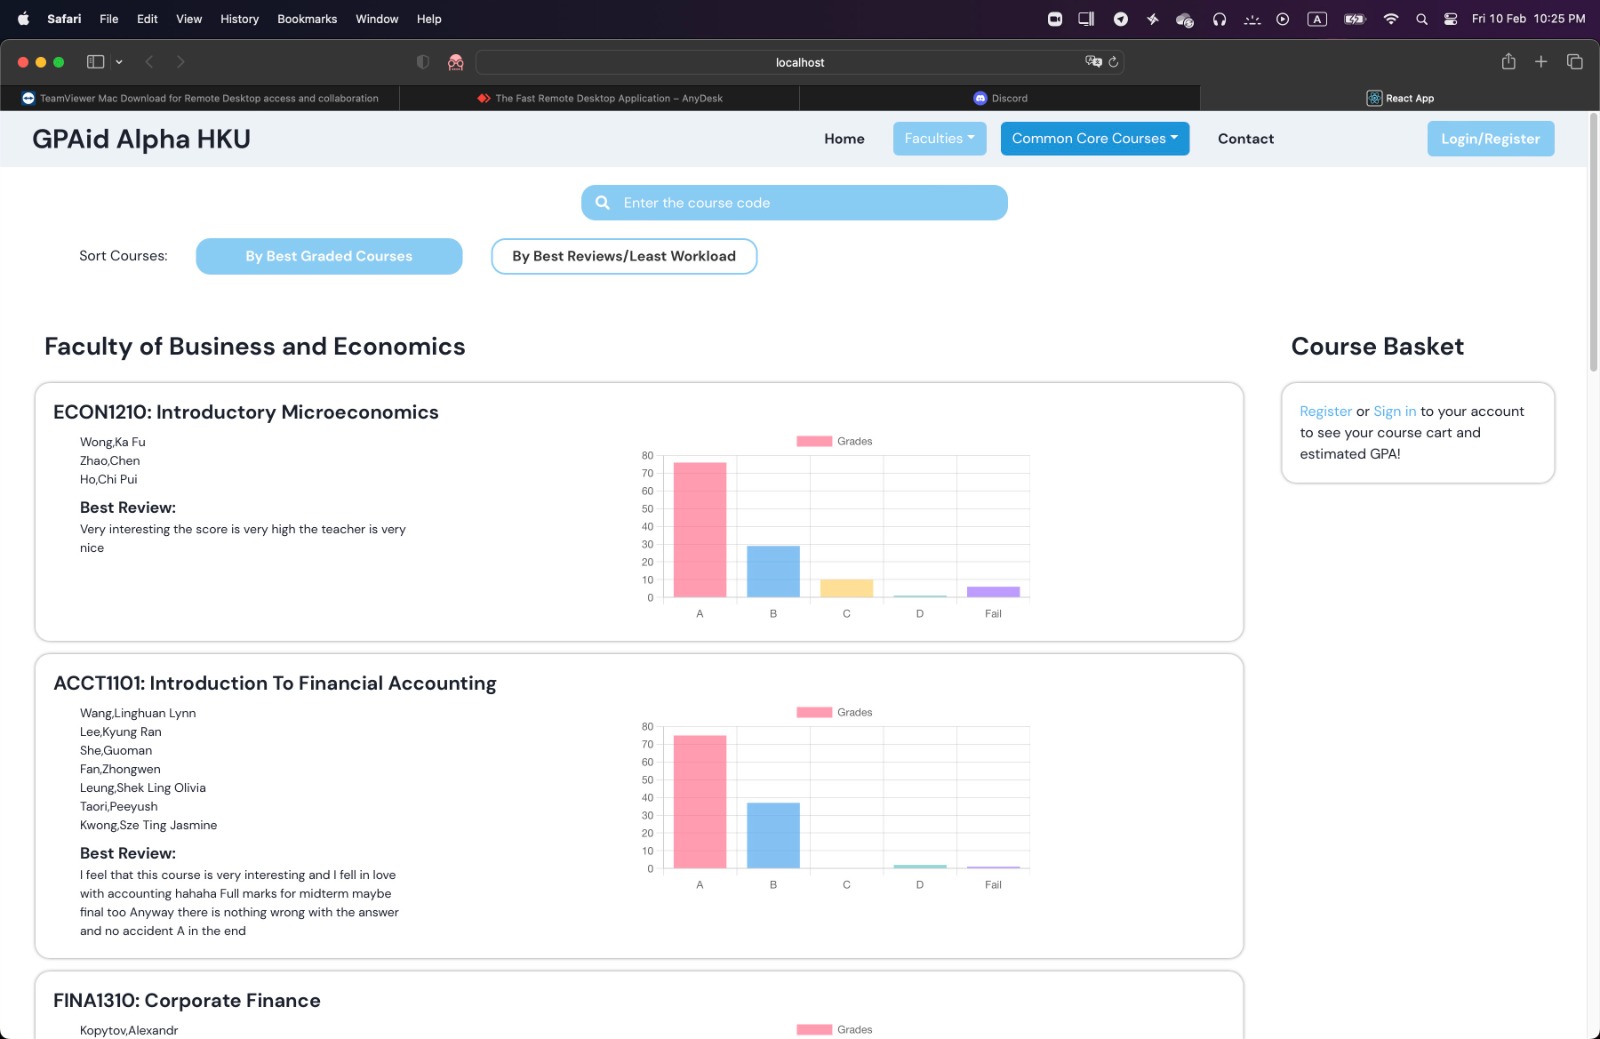 Safari File Edit View History Bookmarks Window Help A Fri 10 Feb 10:25 PM
localhost
TeamViewer Mac Download for Remote Desktop access and collaboration
The Fast Remote Desktop Application – AnyDesk
Discord
React App
GPAid Alpha HKU
Home
Faculties
Common Core Courses
Contact
Login/Register
Enter the course code
Sort Courses:
By Best Graded Courses
By Best Reviews/Least Workload
Faculty of Business and Economics
ECON1210: Introductory Microeconomics
Wong,Ka Fu
Zhao,Chen
Ho,Chi Pui
Best Review:
Very interesting the score is very high the teacher is very
nice
Grades
80
70
60
50
40
30
20
10
0
A B C D Fail
ACCT1101: Introduction To Financial Accounting
Wang,Linghuan Lynn
Lee,Kyung Ran
She,Guoman
Fan,Zhongwen
Leung,Shek Ling Olivia
Taori,Peeyush
Kwong,Sze Ting Jasmine
Best Review:
I feel that this course is very interesting and I fell in love
with accounting hahaha Full marks for midterm maybe
final too Anyway there is nothing wrong with the answer
and no accident A in the end
Grades
80
70
60
50
40
30
20
10
0
A B C D Fail
FINA1310: Corporate Finance
Kopytov,Alexandr
Grades
Course Basket
Register or Sign in to your account
to see your course cart and
estimated GPA!